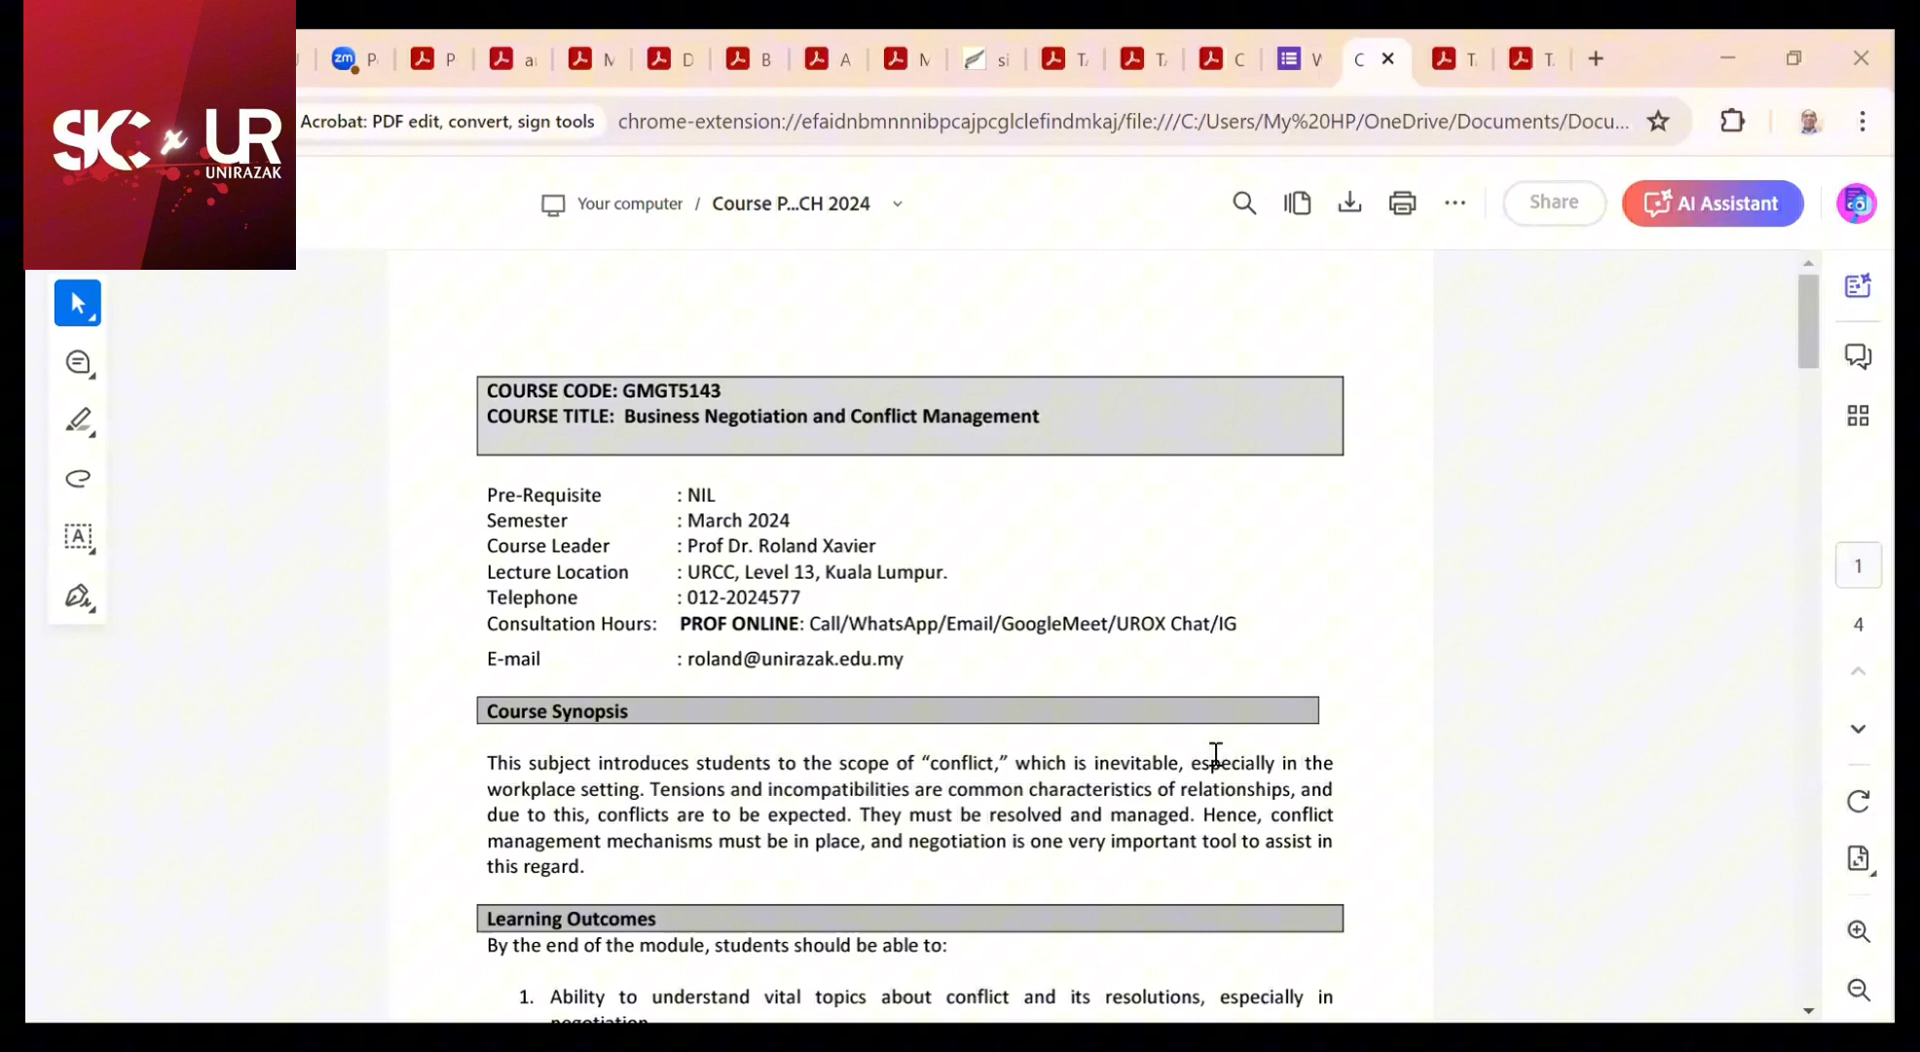 zm P P a M D B A M si T T C W C T T
SIC x UR
UNIRAZAK
Acrobat: PDF edit, convert, sign tools
chrome-extension://efaidnbmnnnibpcajpcglclefindmkaj/file:///C:/Users/My%20HP/OneDrive/Documents/Docu...
Your computer / Course P...CH 2024
Share
AI Assistant
COURSE CODE: GMGT5143
COURSE TITLE: Business Negotiation and Conflict Management
Pre-Requisite : NIL
Semester : March 2024
Course Leader : Prof Dr. Roland Xavier
Lecture Location : URCC, Level 13, Kuala Lumpur.
Telephone : 012-2024577
Consultation Hours: PROF ONLINE: Call/WhatsApp/Email/GoogleMeet/UROX Chat/IG
E-mail : roland@unirazak.edu.my
Course Synopsis
This subject introduces students to the scope of “conflict,” which is inevitable, especially in the
workplace setting. Tensions and incompatibilities are common characteristics of relationships, and
due to this, conflicts are to be expected. They must be resolved and managed. Hence, conflict
management mechanisms must be in place, and negotiation is one very important tool to assist in
this regard.
Learning Outcomes
By the end of the module, students should be able to:
1. Ability to understand vital topics about conflict and its resolutions, especially in
negotiation
1
4